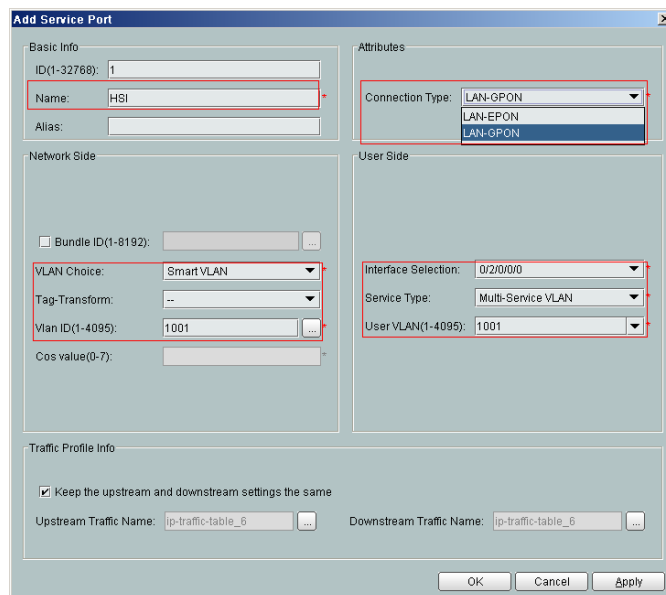 Add Service Port
Basic Info
ID(1-32768): 1
Name: HSI *
Alias:
Attributes
Connection Type: LAN-GPON *
LAN-EPON
LAN-GPON
Network Side
Bundle ID(1-8192): ...
VLAN Choice: Smart VLAN *
Tag-Transform: --
Vlan ID(1-4095): 1001 ... *
Cos value(0-7): *
User Side
Interface Selection: 0/2/0/0/0 *
Service Type: Multi-Service VLAN *
User VLAN(1-4095): 1001 *
Traffic Profile Info
Keep the upstream and downstream settings the same
Upstream Traffic Name: ip-traffic-table_6 ... Downstream Traffic Name: ip-traffic-table_6 ...
OK Cancel Apply